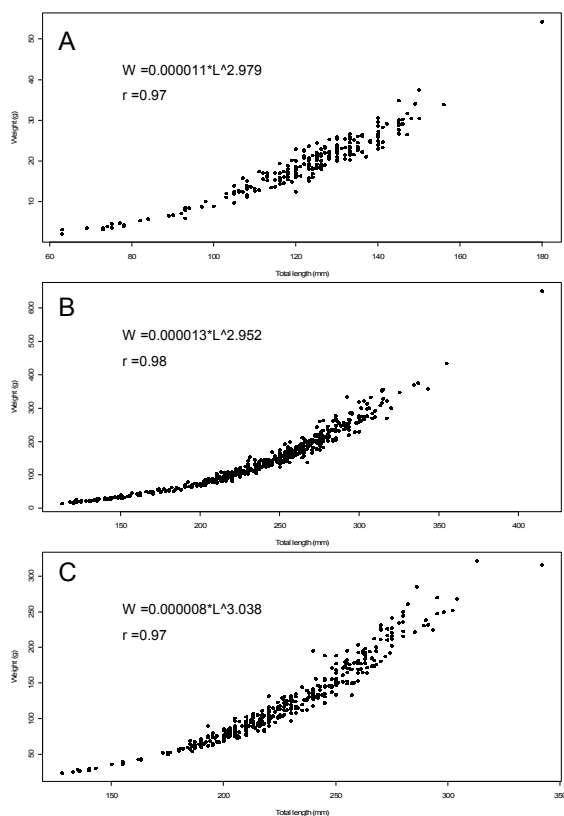 A
W =0.000011*L^2.979
r =0.97
Weight (g)
10
20
30
40
50
60
80
100
120
140
160
180
Total length (mm)
B
W =0.000013*L^2.952
r =0.98
Weight (g)
0
100
200
300
400
500
600
150
200
250
300
350
400
Total length (mm)
C
W =0.000008*L^3.038
r =0.97
Weight (g)
50
100
150
200
250
300
150
200
250
300
350
Total length (mm)